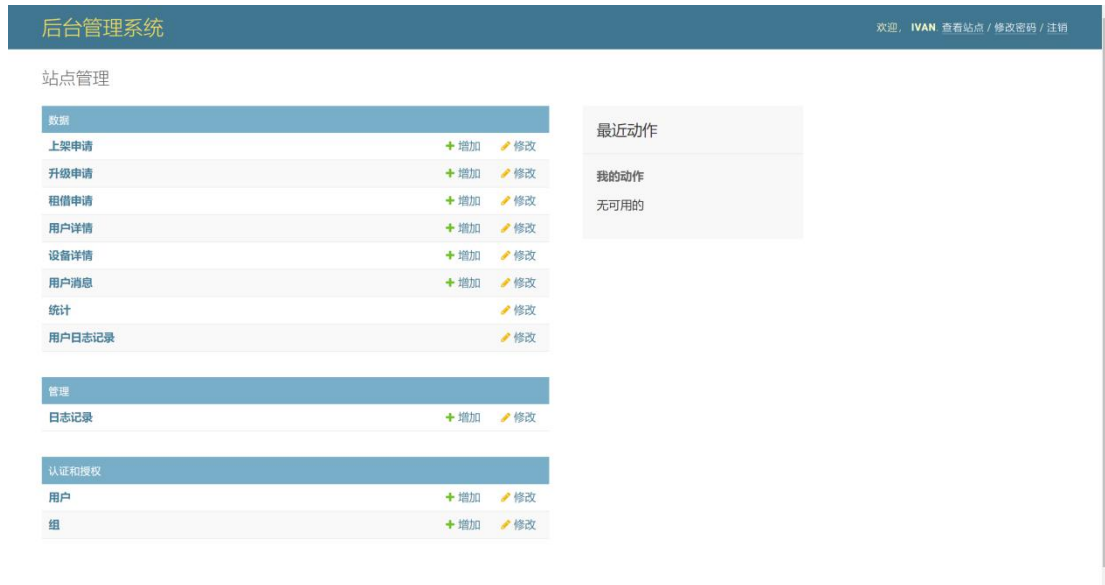 后台管理系统
欢迎， IVAN. 查看站点 / 修改密码 / 注销
站点管理
数据
上架申请 增加 修改
升级申请 增加 修改
租借申请 增加 修改
用户详情 增加 修改
设备详情 增加 修改
用户消息 增加 修改
统计 修改
用户日志记录 修改
管理
日志记录 增加 修改
认证和授权
用户 增加 修改
组 增加 修改
最近动作
我的动作
无可用的